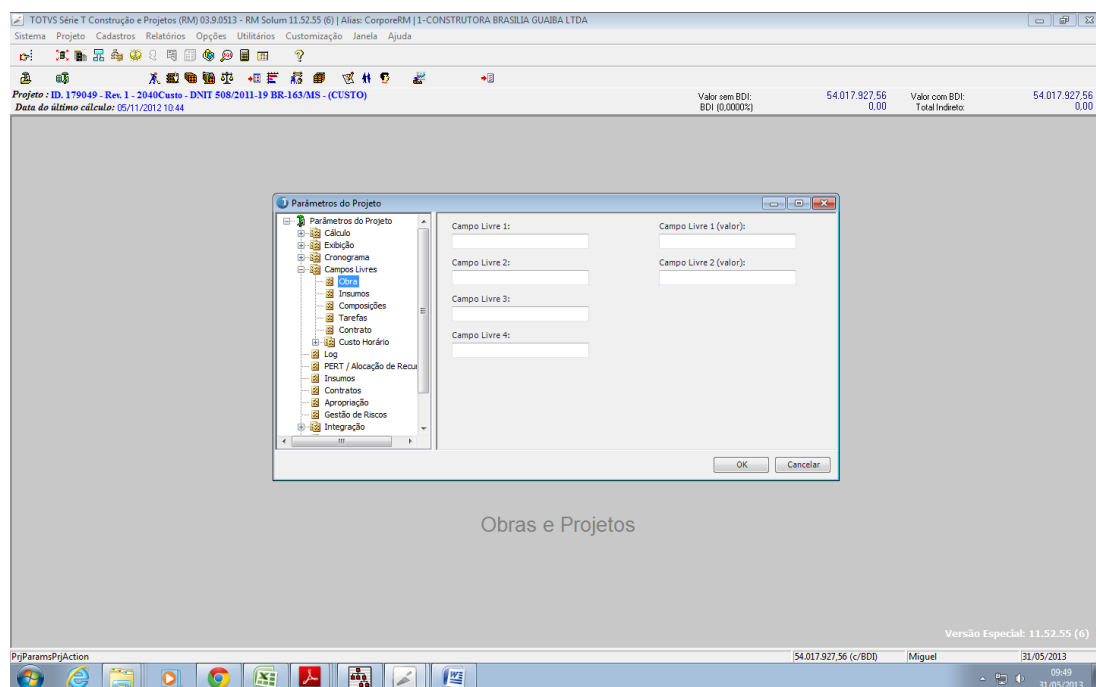 TOTVS Série T Construção e Projetos (RM) 03.9.0513 - RM Solum 11.52.55 (6) | Alias: CorporeRM | 1-CONSTRUTORA BRASILIA GUAIBA LTDA
Sistema Projeto Cadastros Relatórios Opções Utilitários Customização Janela Ajuda
Projeto : ID. 179049 - Rev. 1 - 2040Custo - DNIT 508/2011-19 BR-163/MS - (CUSTO)
Valor sem BDI: 54.017.927,56 Valor com BDI: 54.017.927,56
Data do último cálculo: 05/11/2012 10:44
BDI (0,0000%) 0,00 Total Indireto: 0,00
Parâmetros do Projeto
Parâmetros do Projeto
Cálculo
Exibição
Cronograma
Campos Livres
Obra
Insumos
Composições
Tarefas
Contrato
Custo Horário
Log
PERT / Alocação de Recur
Insumos
Contratos
Apropriação
Gestão de Riscos
Integração
Campo Livre 1: Campo Livre 1 (valor):
Campo Livre 2: Campo Livre 2 (valor):
Campo Livre 3:
Campo Livre 4:
OK Cancelar
Obras e Projetos
Versão Especial: 11.52.55 (6)
PrjParamsPrjAction 54.017.927,56 (c/BDI) Miguel 31/05/2013
09:49
31/05/2013